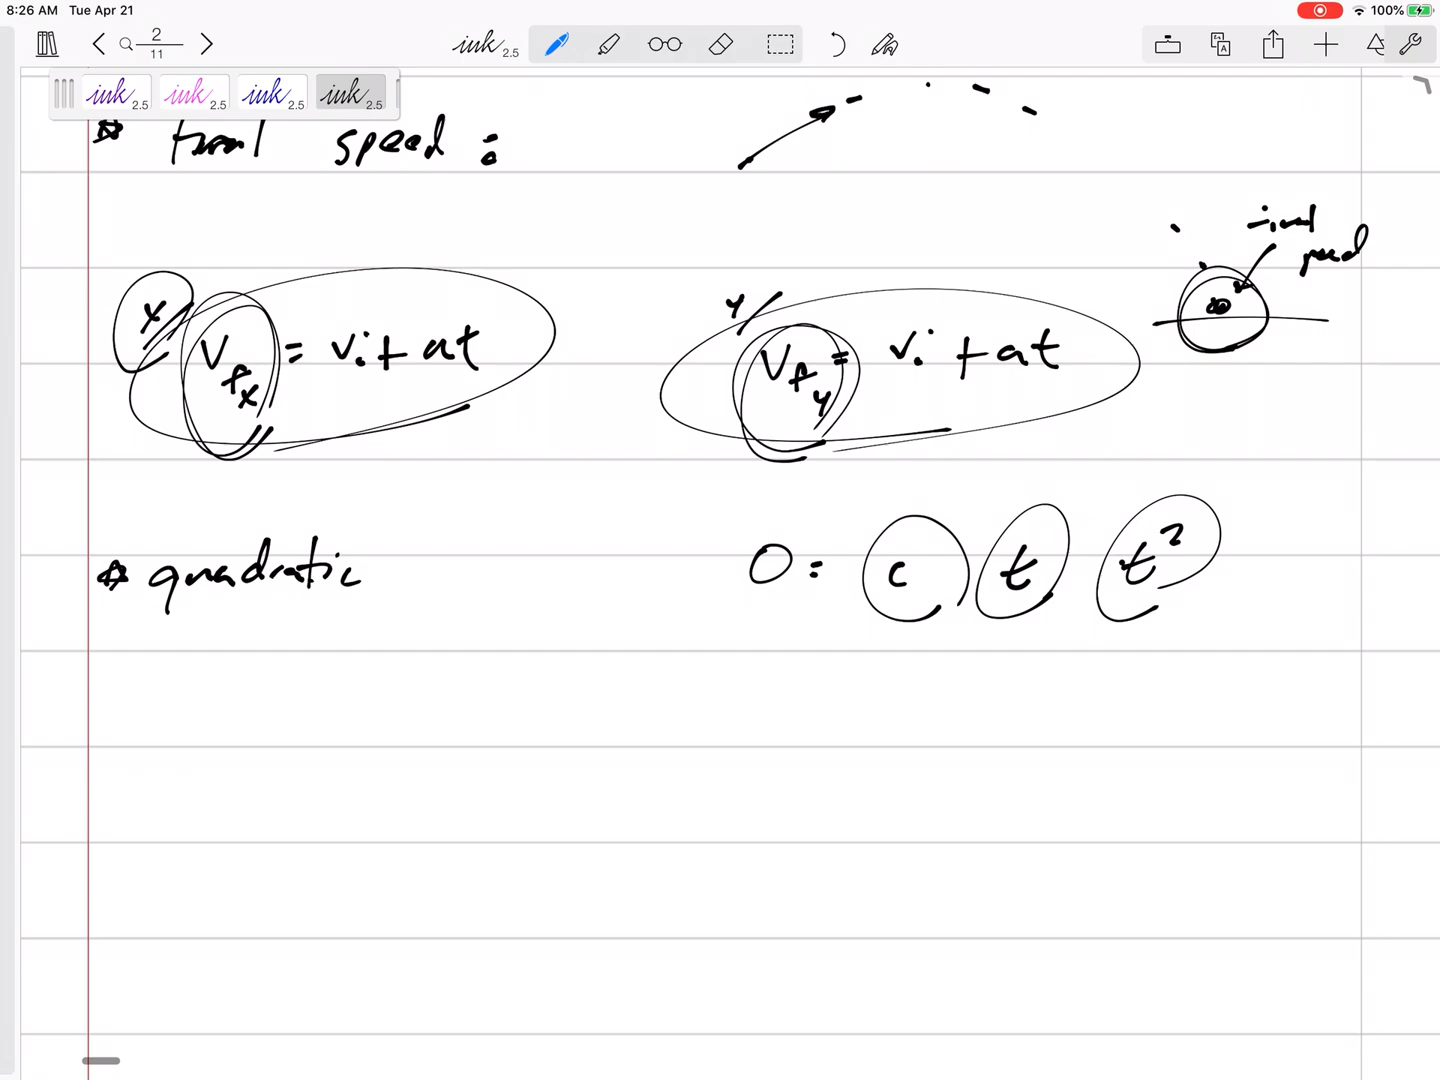 8:26 AM Tue Apr 21
100%
2
11
ink 2.5
ink 2.5 ink 2.5 ink 2.5 ink 2.5
* final speed :
final
speed
x/ Vfx = Vi + at
y/ Vfy = Vi + at
* quadratic 0 = c t t²